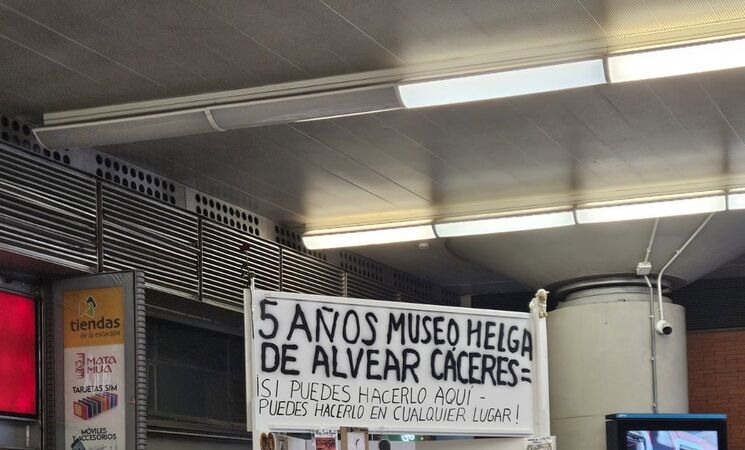 5 AÑOS MUSEO HELGA
DE ALVEAR CÁCERES=
¡SI PUEDES HACERLO AQUÍ-
PUEDES HACERLO EN CUALQUIER LUGAR!
tiendas
de la estación
MATA
MUA
TARJETAS SIM
MÓVILES
Y ACCESORIOS